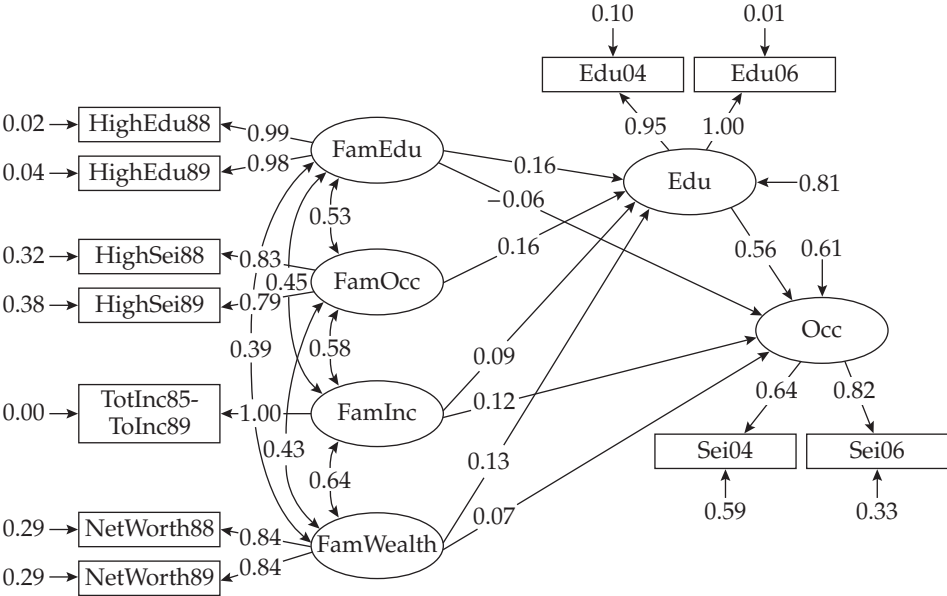 0.10
0.01
Edu04
Edu06
0.02
HighEdu88
0.99
0.95
1.00
FamEdu
0.04
HighEdu89
0.98
0.16
Edu
0.81
−0.06
0.53
0.32
HighSei88
0.83
0.16
0.56
0.61
0.45
FamOcc
0.38
HighSei89
0.79
Occ
0.39
0.58
0.09
0.64
0.82
0.00
TotInc85-
ToInc89
1.00
FamInc
0.12
0.43
0.13
Sei04
Sei06
0.64
0.59
0.33
0.07
0.29
NetWorth88
0.84
FamWealth
0.29
NetWorth89
0.84